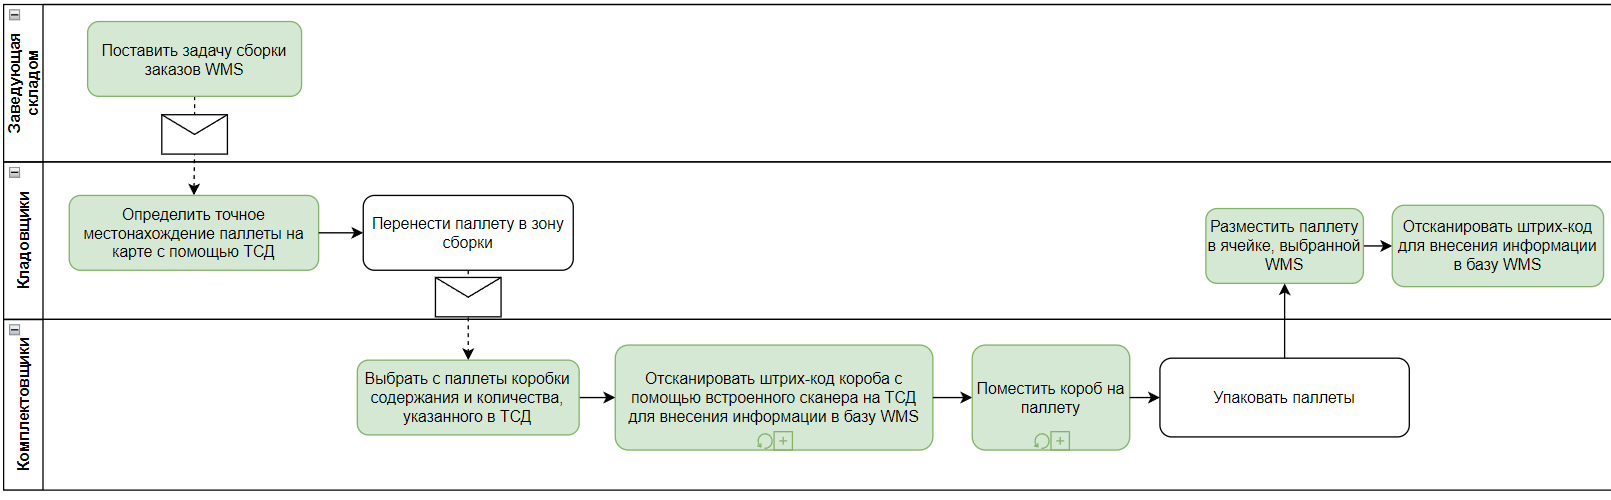 Заведующая
складом
Поставить задачу сборки
заказов WMS
Кладовщики
Определить точное
местонахождение паллеты на
карте с помощью ТСД
Перенести паллету в зону
сборки
Разместить паллету
в ячейке, выбранной
WMS
Отсканировать штрих-код
для внесения информации
в базу WMS
Комплектовщики
Выбрать с паллеты коробки
содержания и количества,
указанного в ТСД
Отсканировать штрих-код короба с
помощью встроенного сканера на ТСД
для внесения информации в базу WMS
Поместить короб на
паллету
Упаковать паллеты